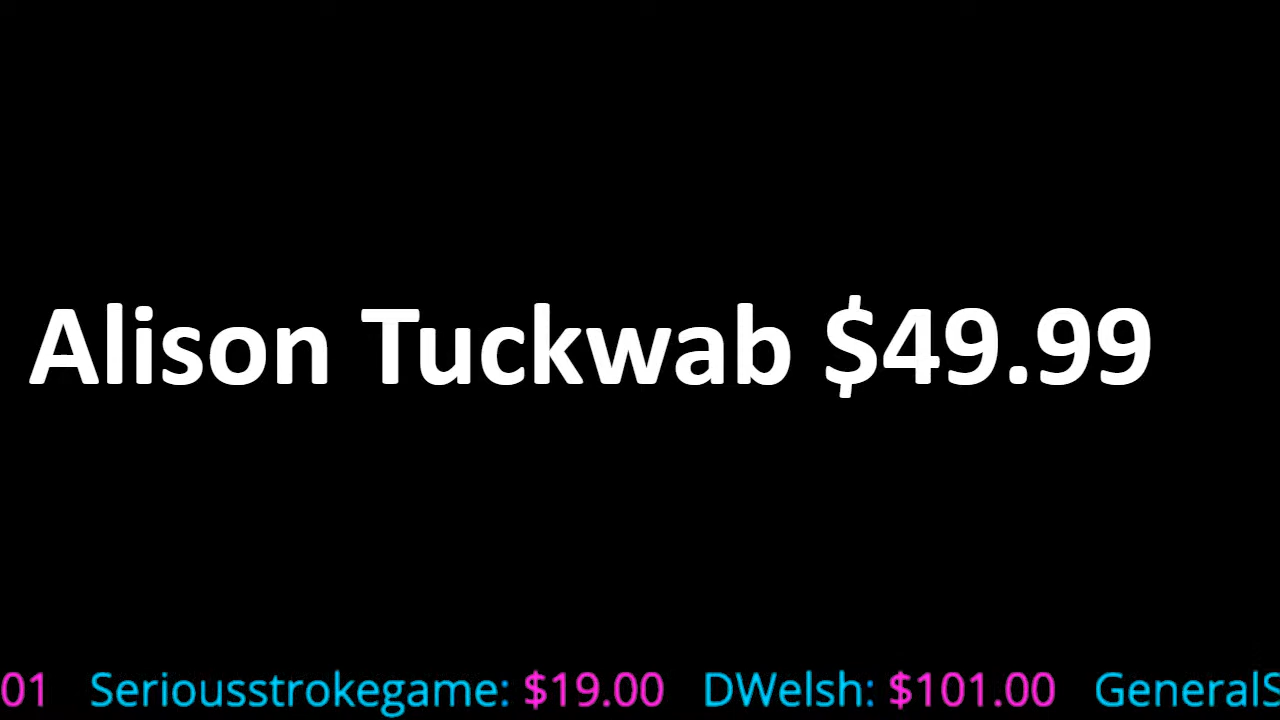 Alison Tuckwab $49.99
01 Seriousstrokegame: $19.00 DWelsh: $101.00 GeneralS